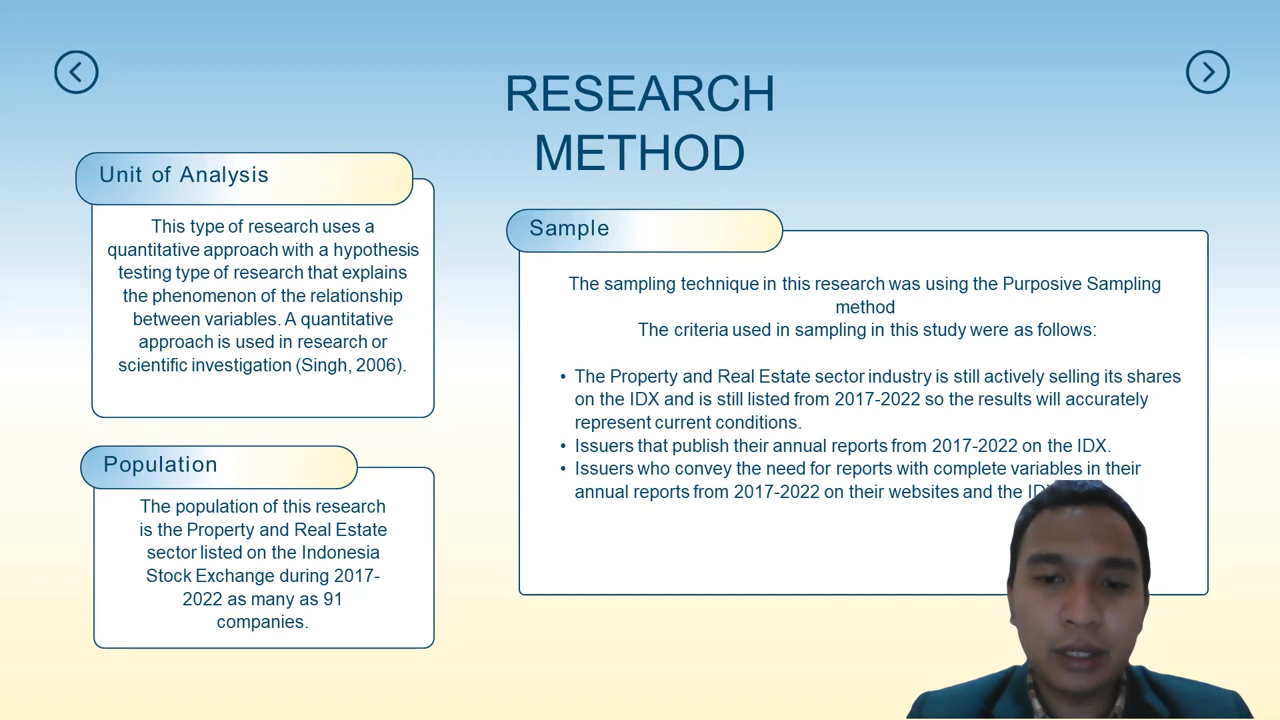 RESEARCH
METHOD
Unit of Analysis
This type of research uses a
quantitative approach with a hypothesis
testing type of research that explains
the phenomenon of the relationship
between variables. A quantitative
approach is used in research or
scientific investigation (Singh, 2006).
Population
The population of this research
is the Property and Real Estate
sector listed on the Indonesia
Stock Exchange during 2017-
2022 as many as 91
companies.
Sample
The sampling technique in this research was using the Purposive Sampling
method
The criteria used in sampling in this study were as follows:
• The Property and Real Estate sector industry is still actively selling its shares
on the IDX and is still listed from 2017-2022 so the results will accurately
represent current conditions.
• Issuers that publish their annual reports from 2017-2022 on the IDX.
• Issuers who convey the need for reports with complete variables in their
annual reports from 2017-2022 on their websites and the